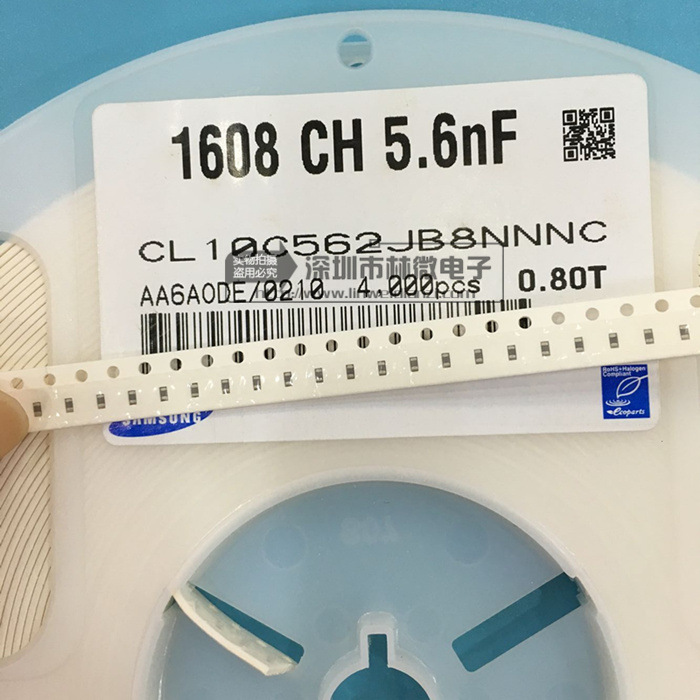 1608 CH 5.6nF
CL10C562JB8NNNC
实物拍摄
盗用必究
深圳市林微电子
AA6AODE/0210 4,000pcs 0.80T
RoHS+Halogen
Compliant
ecoparts
SAMSUNG